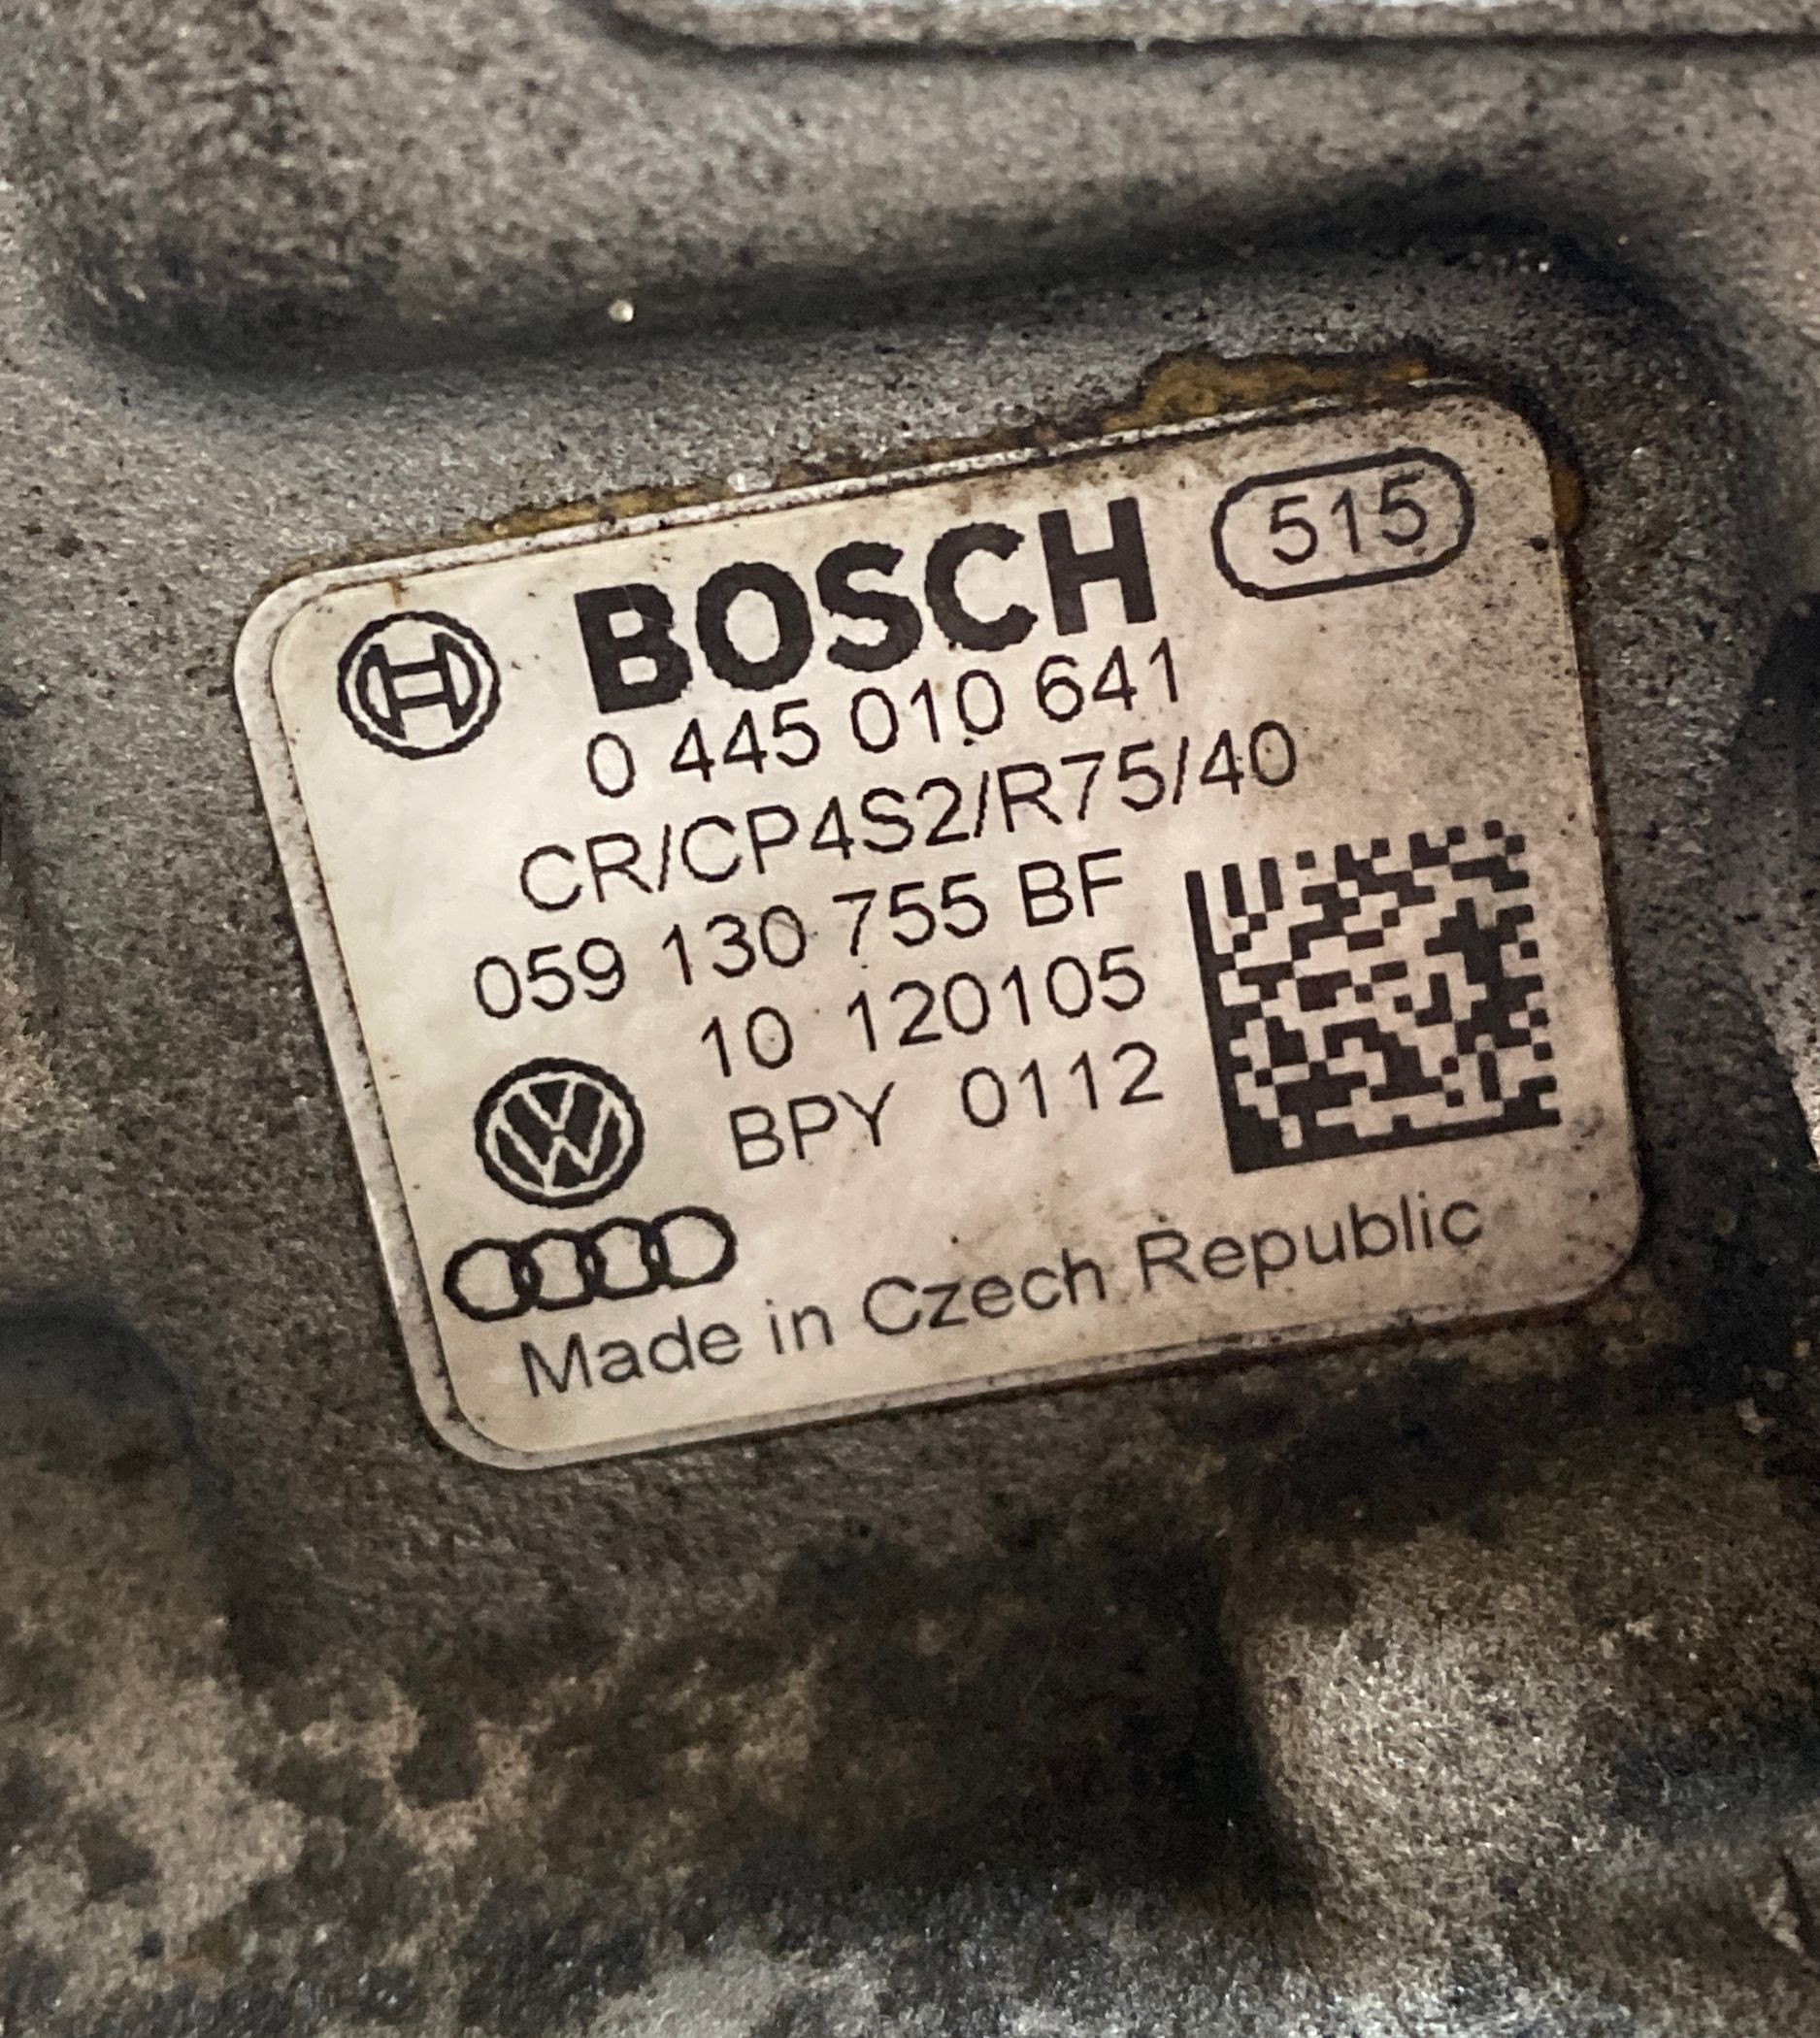 BOSCH 515
0 445 010 641
CR/CP4S2/R75/40
059 130 755 BF
10 120105
BPY 0112
Made in Czech Republic